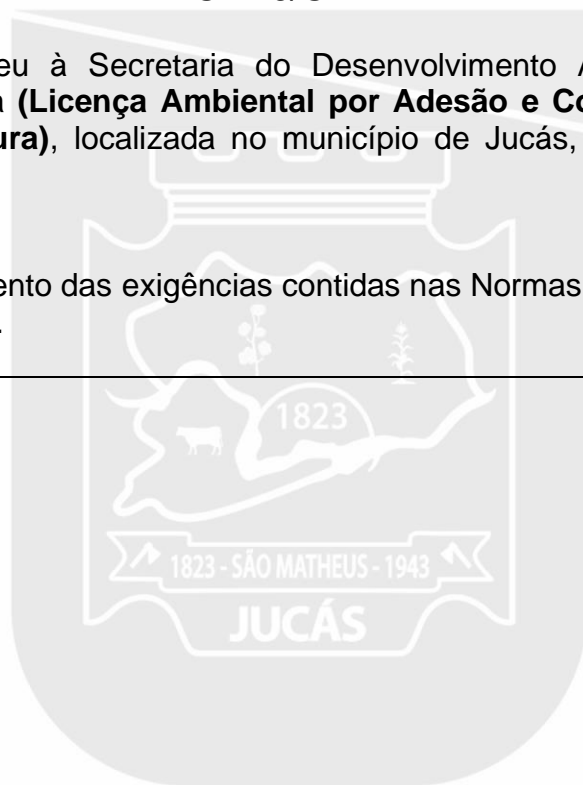 eu à Secretaria do Desenvolvimento A
(Licença Ambiental por Adesão e Co
ura), localizada no município de Jucás,
ento das exigências contidas nas Normas
.
1823
1823 - SÃO MATHEUS - 1943
JUCÁS